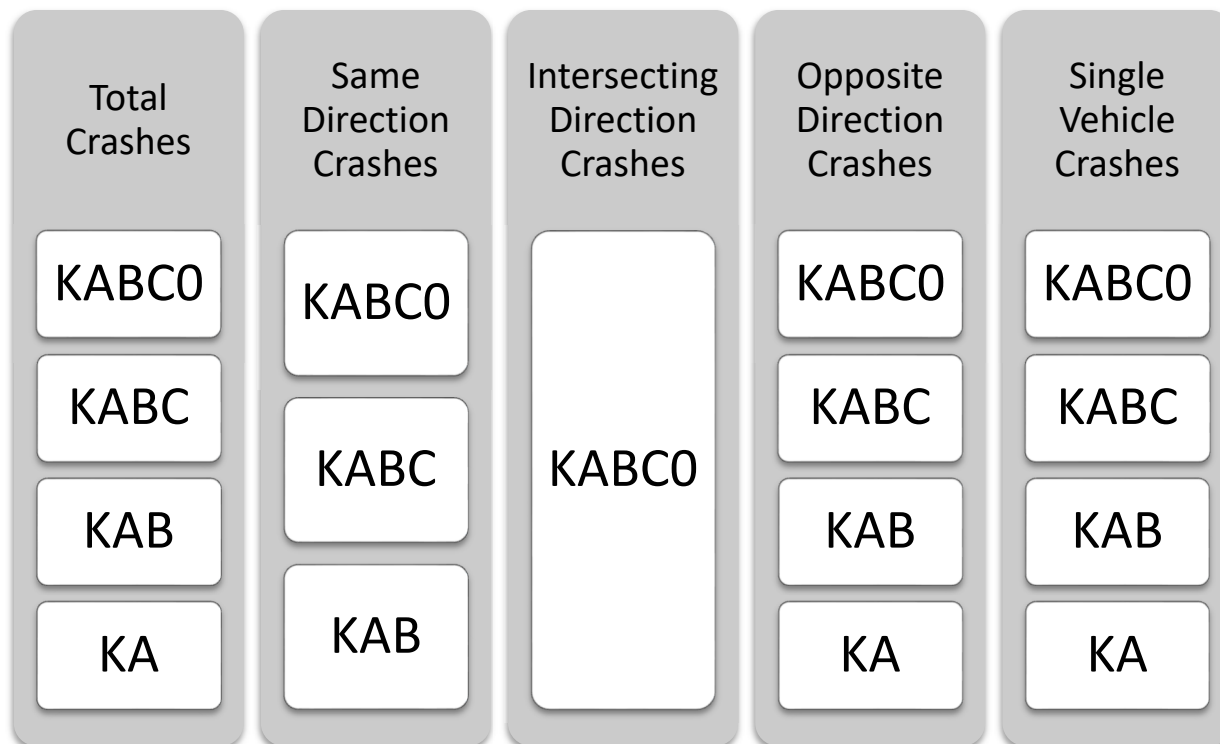 Total
Crashes
KABC0
KABC
KAB
KA
Same
Direction
Crashes
KABC0
KABC
KAB
Intersecting
Direction
Crashes
KABC0
Opposite
Direction
Crashes
KABC0
KABC
KAB
KA
Single
Vehicle
Crashes
KABC0
KABC
KAB
KA